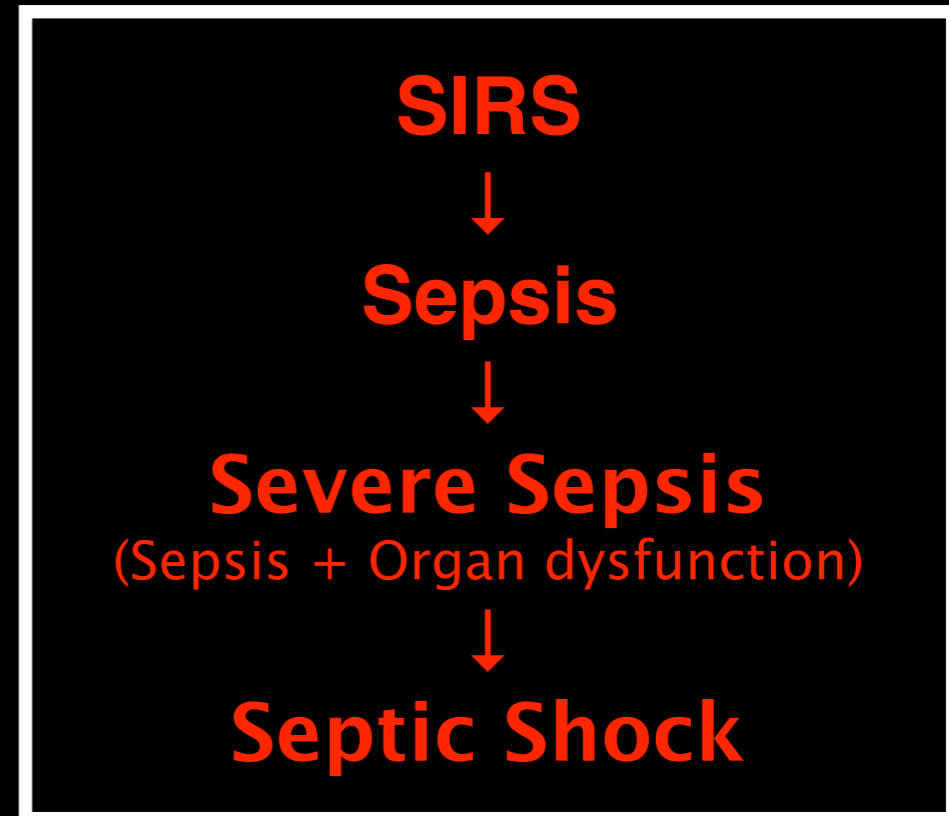 SIRS
↓
Sepsis
↓
Severe Sepsis
(Sepsis + Organ dysfunction)
↓
Septic Shock